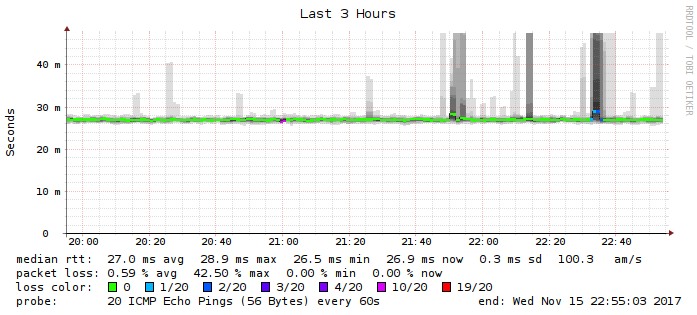 Last 3 Hours
RRDTOOL / TOBI OETIKER
Seconds
40 m
30 m
20 m
10 m
0
20:00 20:20 20:40 21:00 21:20 21:40 22:00 22:20 22:40
median rtt: 27.0 ms avg 28.9 ms max 26.5 ms min 26.9 ms now 0.3 ms sd 100.3 am/s
packet loss: 0.59 % avg 42.50 % max 0.00 % min 0.00 % now
loss color: 0 1/20 2/20 3/20 4/20 10/20 19/20
probe: 20 ICMP Echo Pings (56 Bytes) every 60s end: Wed Nov 15 22:55:03 2017